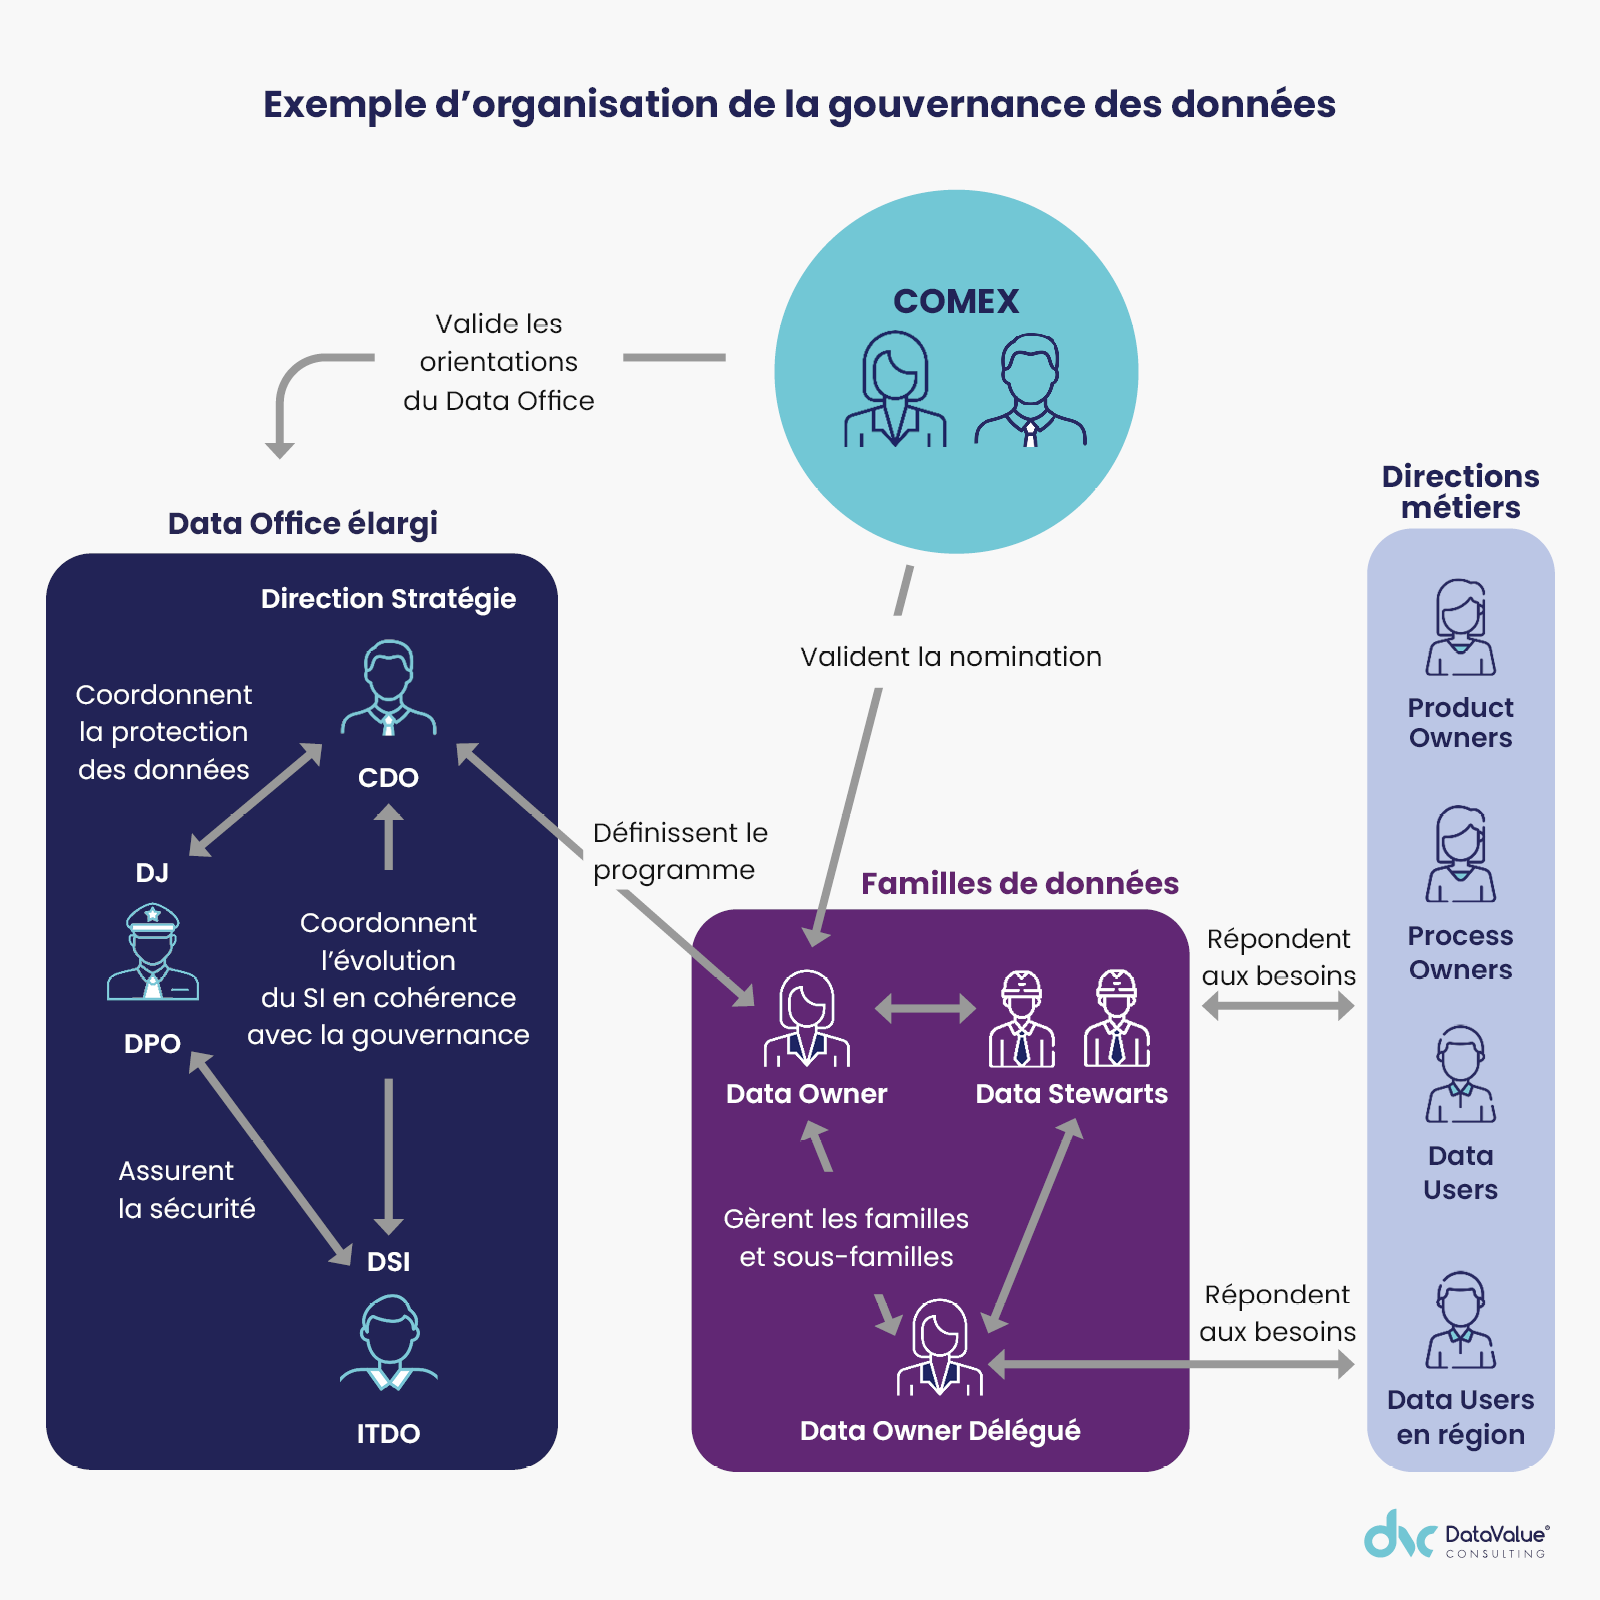 Exemple d’organisation de la gouvernance des données
COMEX
Valide les
orientations
du Data Office
Data Office élargi
Direction Stratégie
Coordonnent
la protection
des données
CDO
DJ
DPO
Coordonnent
l’évolution
du SI en cohérence
avec la gouvernance
Assurent
la sécurité
DSI
ITDO
Valident la nomination
Définissent le
programme
Familles de données
Data Owner
Data Stewarts
Gèrent les familles
et sous-familles
Data Owner Délégué
Répondent
aux besoins
Répondent
aux besoins
Directions
métiers
Product
Owners
Process
Owners
Data
Users
Data Users
en région
dvc
DataValue®
CONSULTING